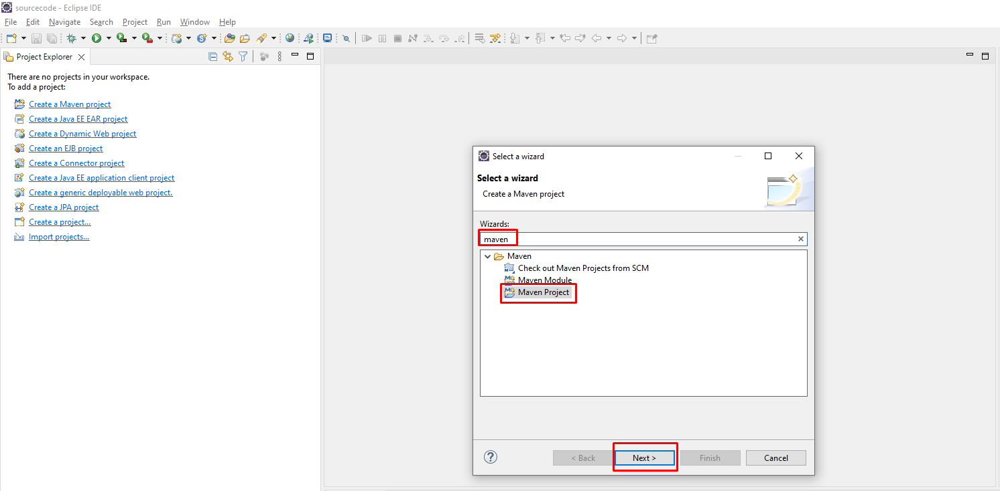 sourcecode - Eclipse IDE
File Edit Navigate Search Project Run Window Help
Project Explorer
There are no projects in your workspace.
To add a project:
Create a Maven project
Create a Java EE EAR project
Create a Dynamic Web project
Create an EJB project
Create a Connector project
Create a Java EE application client project
Create a generic deployable web project.
Create a JPA project
Create a project...
Import projects...
Select a wizard
Select a wizard
Create a Maven project
Wizards:
maven
Maven
Check out Maven Projects from SCM
Maven Module
Maven Project
< Back Next > Finish Cancel